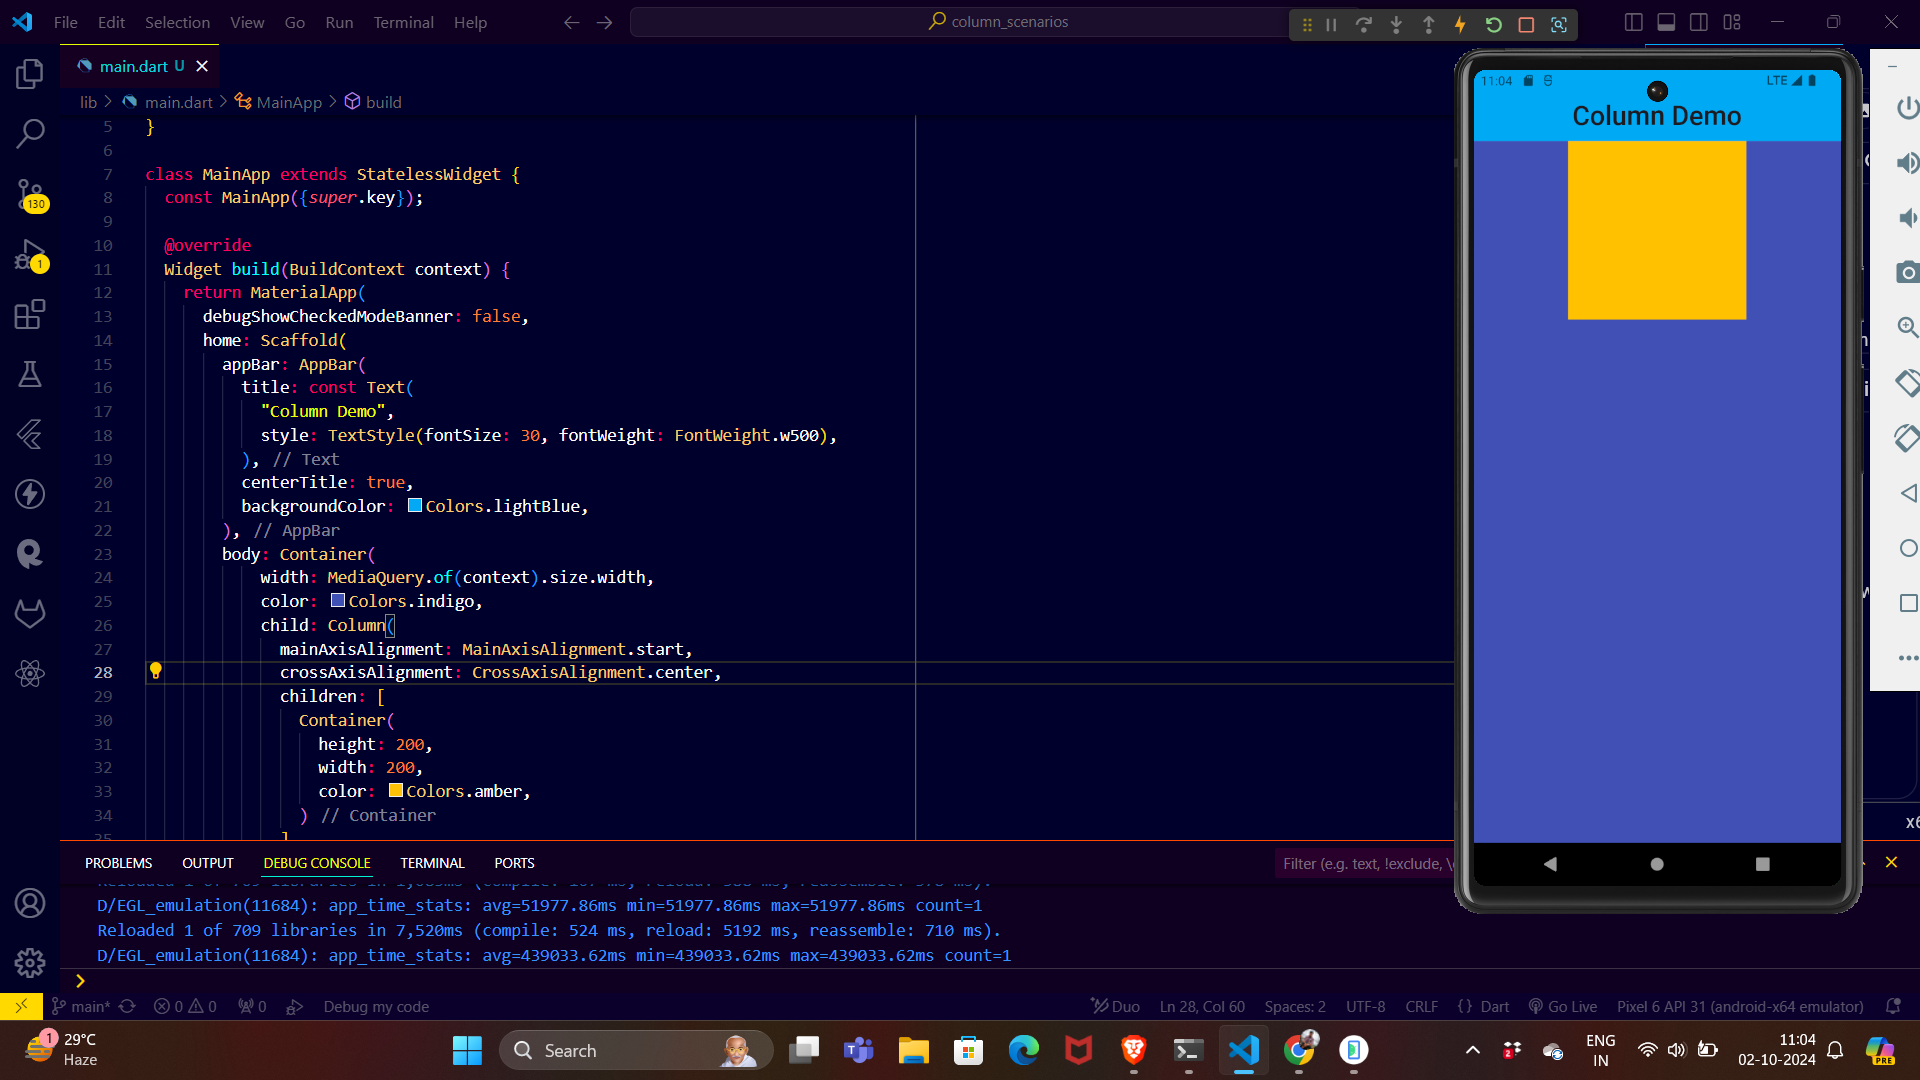 File Edit Selection View Go Run Terminal Help
column_scenarios
main.dart U
lib > main.dart > MainApp > build
5 }
6
7 class MainApp extends StatelessWidget {
8 const MainApp({super.key});
9
10 @override
11 Widget build(BuildContext context) {
12 return MaterialApp(
13 debugShowCheckedModeBanner: false,
14 home: Scaffold(
15 appBar: AppBar(
16 title: const Text(
17 "Column Demo",
18 style: TextStyle(fontSize: 30, fontWeight: FontWeight.w500),
19 ), // Text
20 centerTitle: true,
21 backgroundColor: Colors.lightBlue,
22 ), // AppBar
23 body: Container(
24 width: MediaQuery.of(context).size.width,
25 color: Colors.indigo,
26 child: Column(
27 mainAxisAlignment: MainAxisAlignment.start,
28 crossAxisAlignment: CrossAxisAlignment.center,
29 children: [
30 Container(
31 height: 200,
32 width: 200,
33 color: Colors.amber,
34 ) // Container
35 ]
130
1
11:04 LTE
Column Demo
PROBLEMS OUTPUT DEBUG CONSOLE TERMINAL PORTS
Filter (e.g. text, !exclude, \
D/EGL_emulation(11684): app_time_stats: avg=51977.86ms min=51977.86ms max=51977.86ms count=1
Reloaded 1 of 709 libraries in 7,520ms (compile: 524 ms, reload: 5192 ms, reassemble: 710 ms).
D/EGL_emulation(11684): app_time_stats: avg=439033.62ms min=439033.62ms max=439033.62ms count=1
main* 0 0 0 Debug my code
Duo Ln 28, Col 60 Spaces: 2 UTF-8 CRLF {} Dart Go Live Pixel 6 API 31 (android-x64 emulator)
1 29°C
Haze
Search
ENG
IN
11:04
02-10-2024
PRE